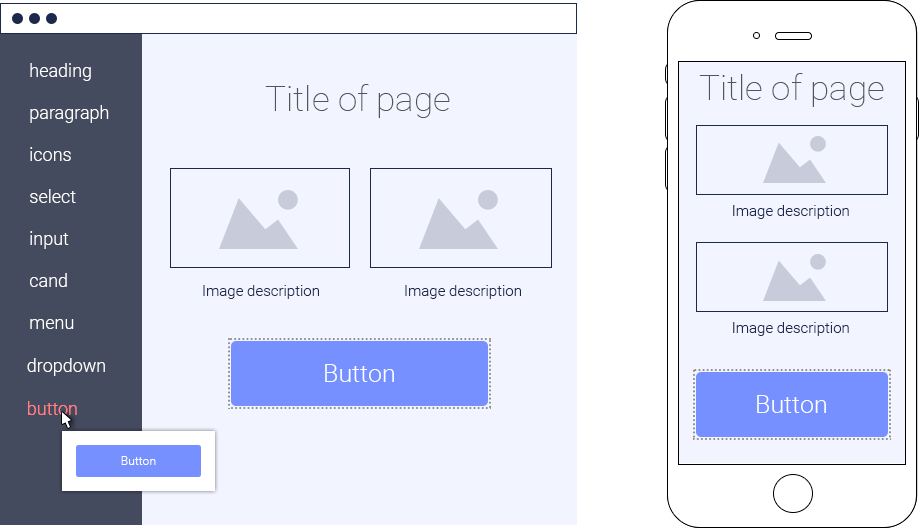 heading
paragraph
icons
select
input
cand
menu
dropdown
button
Button
Title of page
Image description
Image description
Button
Title of page
Image description
Image description
Button